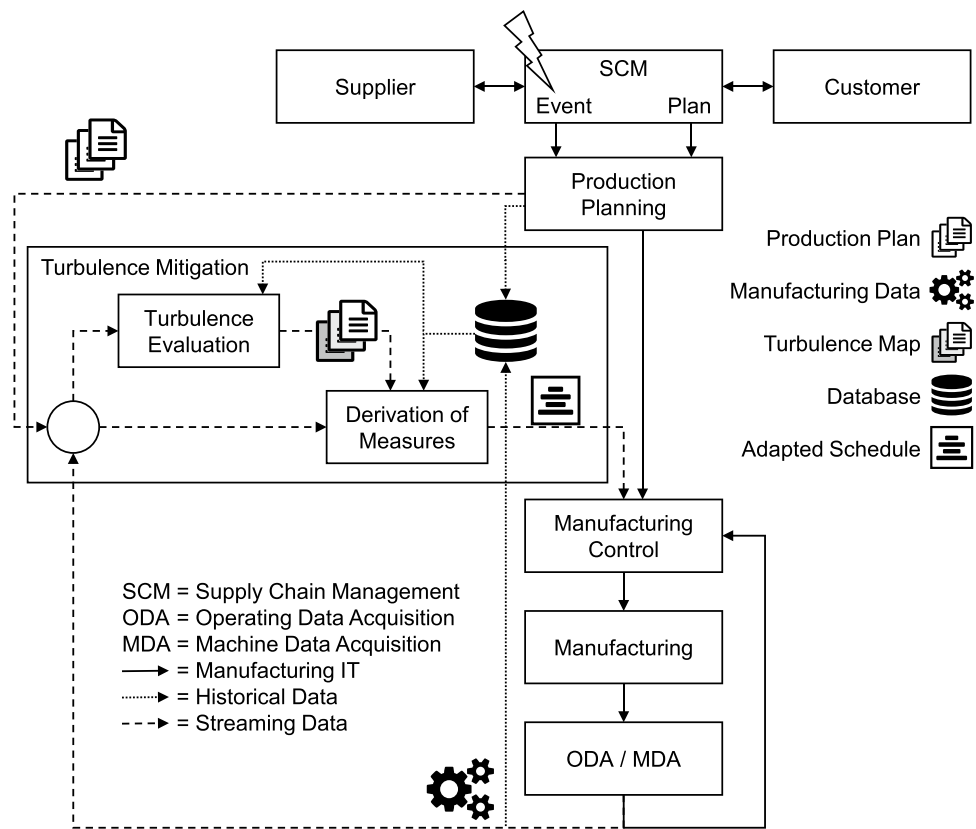 Supplier
SCM
Event
Plan
Customer
Production
Planning
Turbulence Mitigation
Turbulence
Evaluation
Derivation of
Measures
Production Plan
Manufacturing Data
Turbulence Map
Database
Adapted Schedule
Manufacturing
Control
Manufacturing
ODA / MDA
SCM = Supply Chain Management
ODA = Operating Data Acquisition
MDA = Machine Data Acquisition
= Manufacturing IT
= Historical Data
= Streaming Data